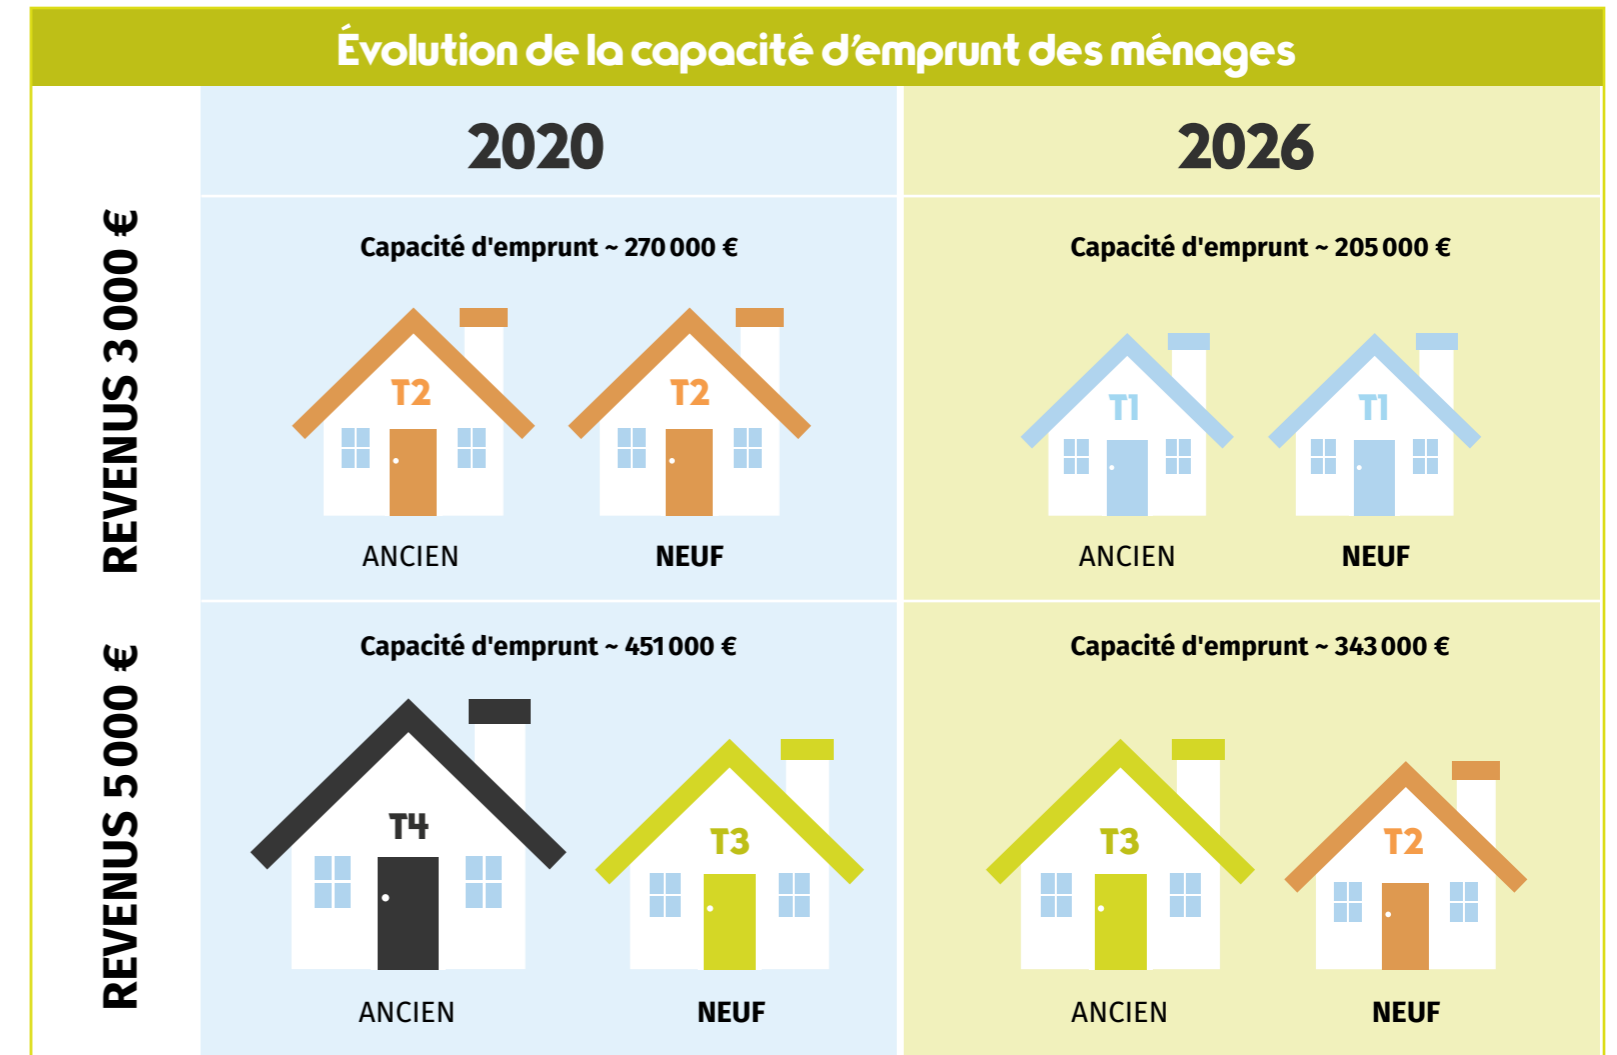 Évolution de la capacité d'emprunt des ménages
2020
2026
REVENUS 3 000 €
Capacité d'emprunt ~ 270 000 €
T2
T2
ANCIEN
NEUF
Capacité d'emprunt ~ 205 000 €
T1
T1
ANCIEN
NEUF
REVENUS 5 000 €
Capacité d'emprunt ~ 451 000 €
T4
T3
ANCIEN
NEUF
Capacité d'emprunt ~ 343 000 €
T3
T2
ANCIEN
NEUF